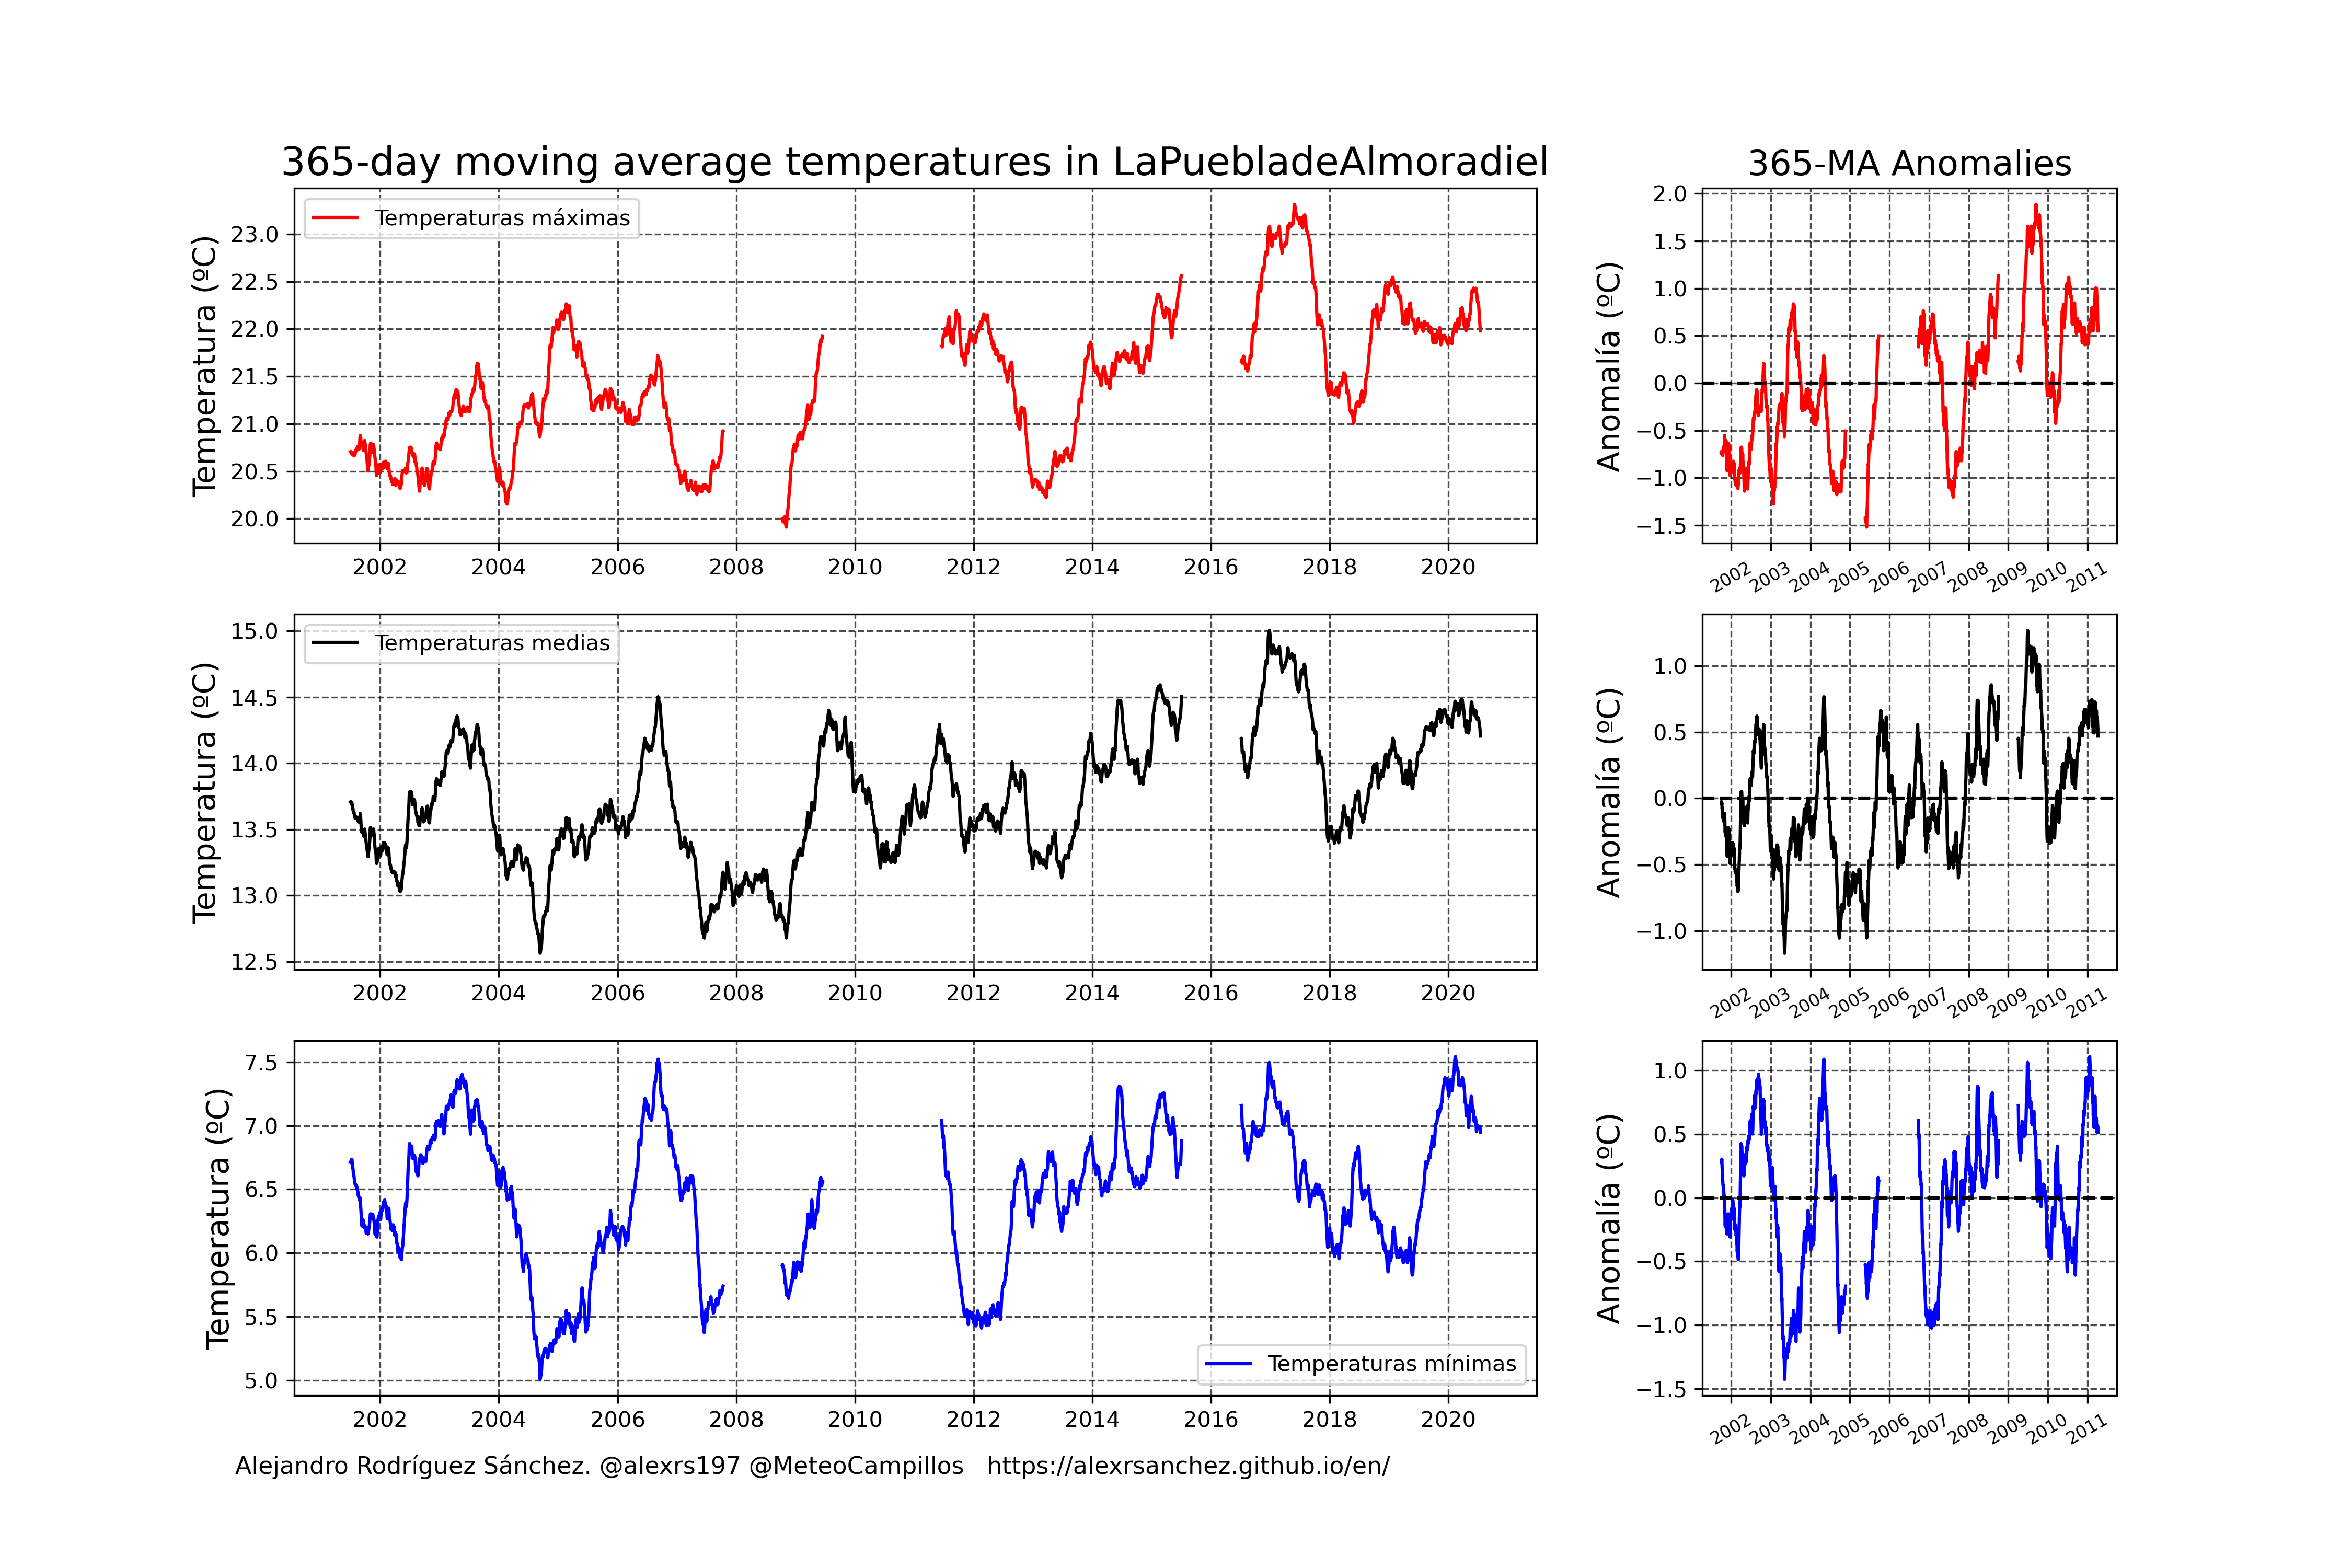 365-day moving average temperatures in LaPuebladeAlmoradiel
Temperatura (ºC)
Temperaturas máximas
23.0
22.5
22.0
21.5
21.0
20.5
20.0
2002 2004 2006 2008 2010 2012 2014 2016 2018 2020
365-MA Anomalies
Anomalía (ºC)
2.0
1.5
1.0
0.5
0.0
−0.5
−1.0
−1.5
2002 2003 2004 2005 2006 2007 2008 2009 2010 2011
Temperatura (ºC)
Temperaturas medias
15.0
14.5
14.0
13.5
13.0
12.5
2002 2004 2006 2008 2010 2012 2014 2016 2018 2020
Anomalía (ºC)
1.0
0.5
0.0
−0.5
−1.0
2002 2003 2004 2005 2006 2007 2008 2009 2010 2011
Temperatura (ºC)
7.5
7.0
6.5
6.0
5.5
5.0
Temperaturas mínimas
2002 2004 2006 2008 2010 2012 2014 2016 2018 2020
Anomalía (ºC)
1.0
0.5
0.0
−0.5
−1.0
−1.5
2002 2003 2004 2005 2006 2007 2008 2009 2010 2011
Alejandro Rodríguez Sánchez. @alexrs197 @MeteoCampillos https://alexrsanchez.github.io/en/